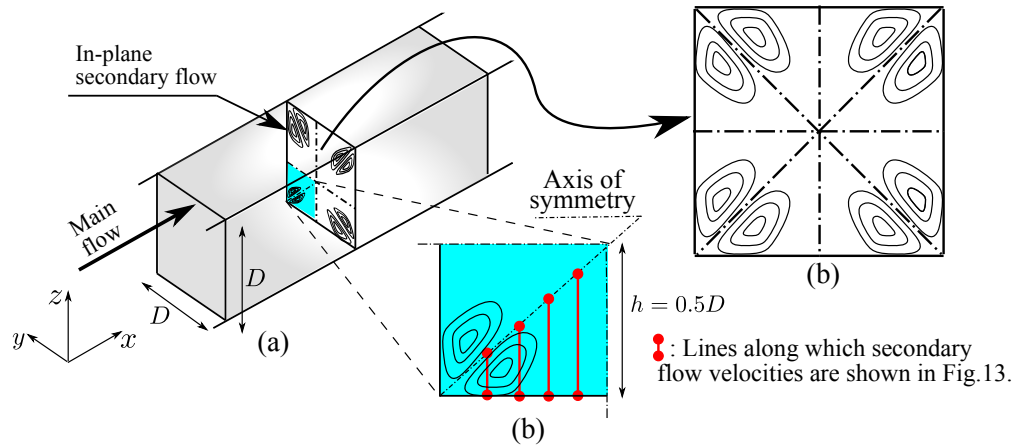 In-plane
secondary flow
Main
flow
D
D
z
y
x
(a)
Axis of
symmetry
h = 0.5D
(b)
(b)
: Lines along which secondary
flow velocities are shown in Fig.13.